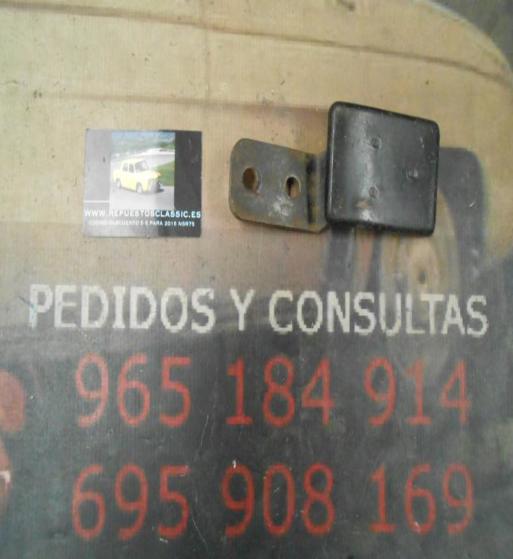 WWW.REPUESTOSCLASSIC.ES
PEDIDOS Y CONSULTAS
965 184 914
695 908 169